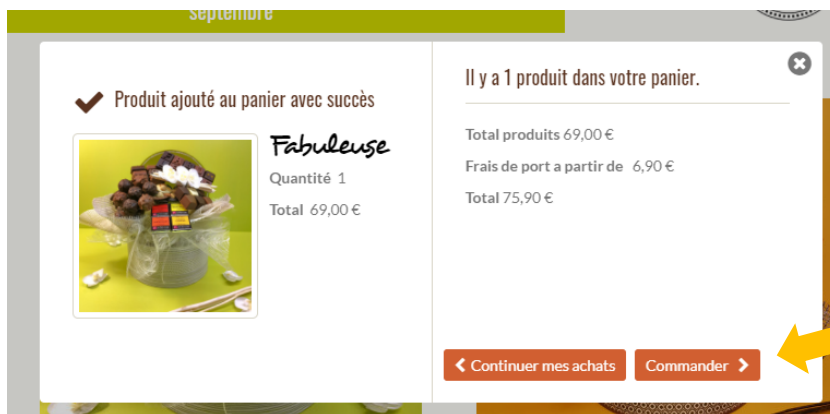 septembre
Produit ajouté au panier avec succès
Fabuleuse
Quantité 1
Total 69,00 €
Il y a 1 produit dans votre panier.
Total produits 69,00 €
Frais de port a partir de 6,90 €
Total 75,90 €
Continuer mes achats
Commander